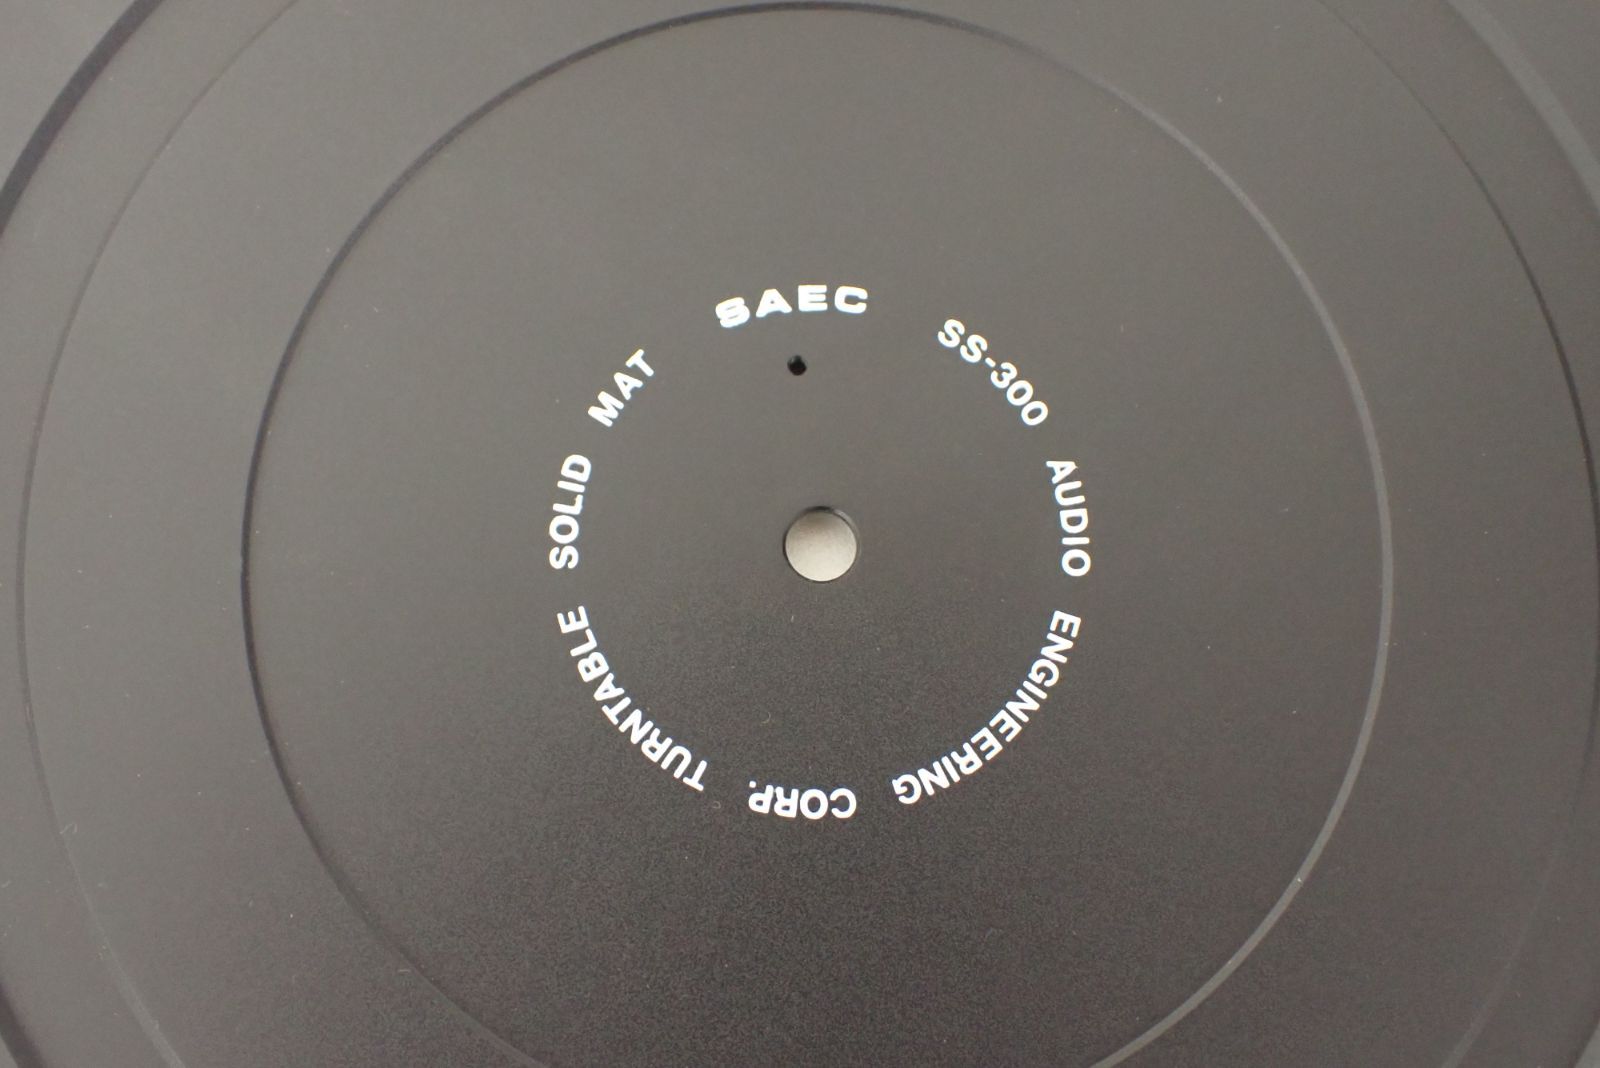 SAEC SS-300 AUDIO ENGINEERING CORP. TURNTABLE SOLID MAT